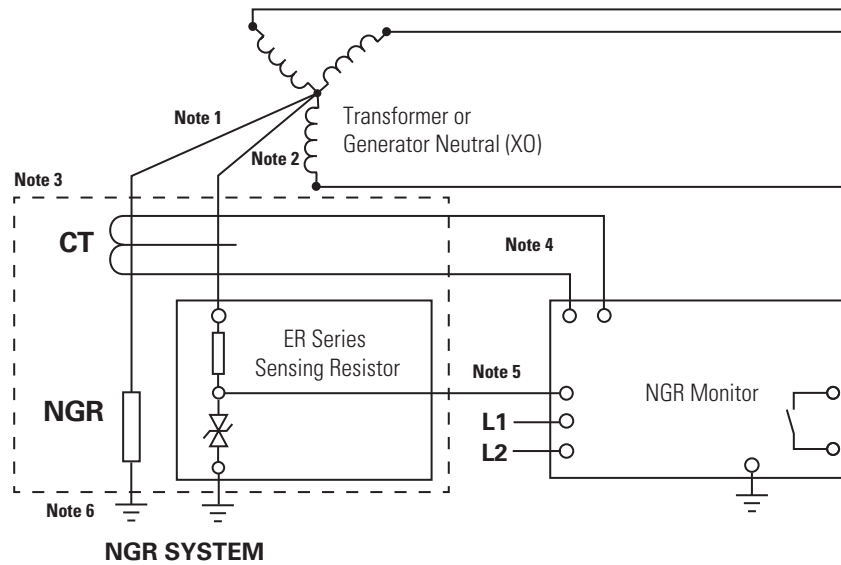 Note 1
Transformer or
Generator Neutral (XO)
Note 2
Note 3
CT
Note 4
ER Series
Sensing Resistor
Note 5
NGR Monitor
NGR
L1
L2
Note 6
NGR SYSTEM